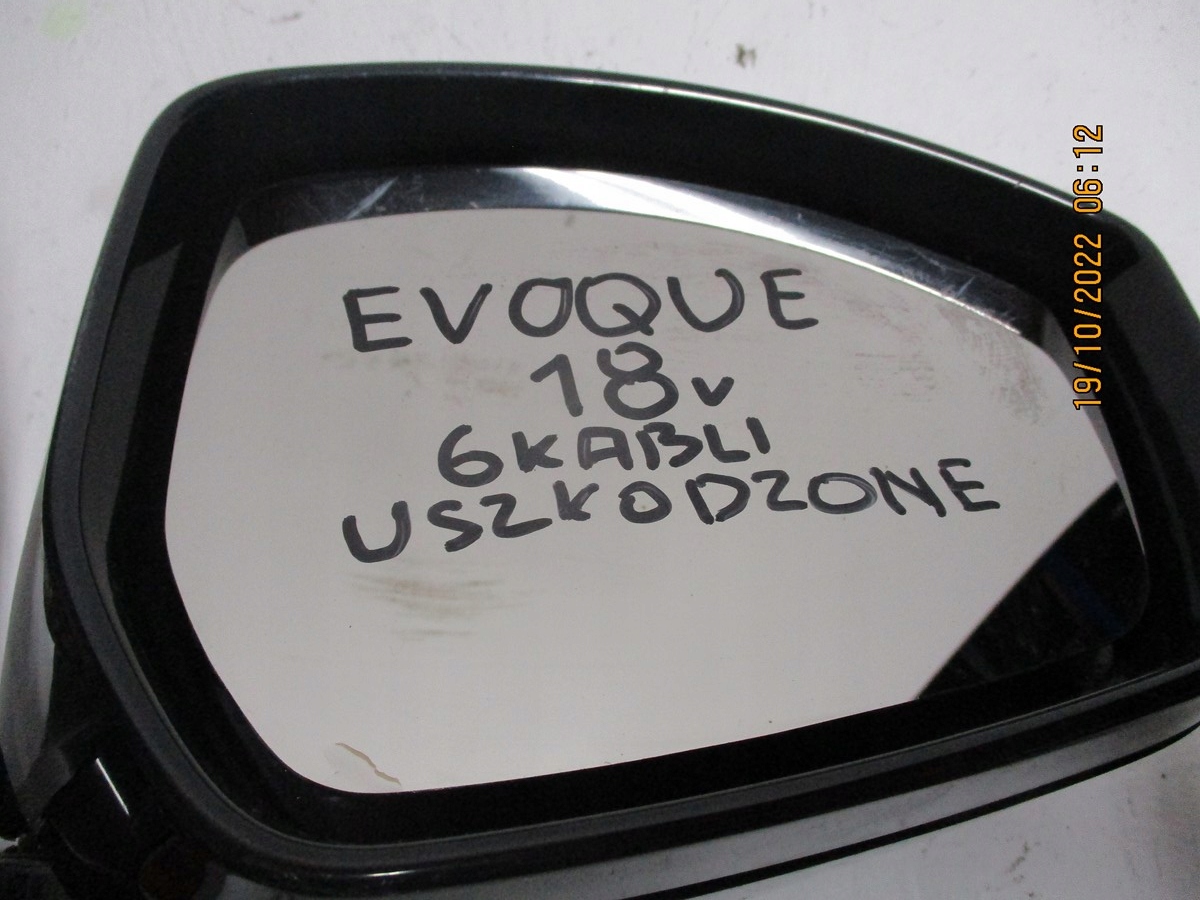 EVOQUE
18v
6KABLI
USZKODZONE
19/10/2022 06:12